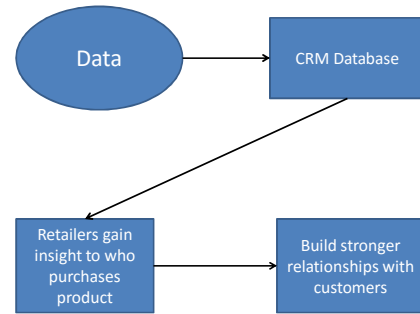 Data
CRM Database
Retailers gain
insight to who
purchases
product
Build stronger
relationships with
customers